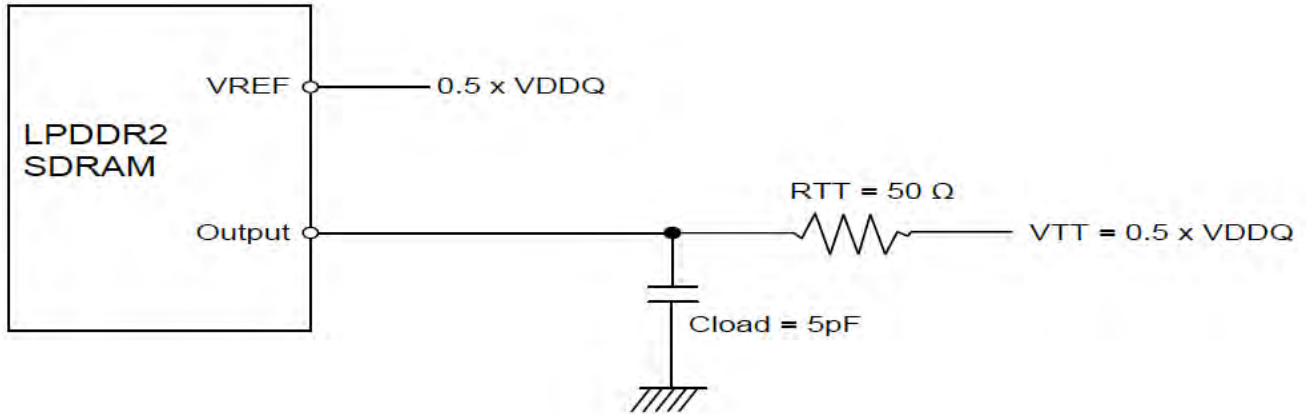 VREF
0.5 x VDDQ
LPDDR2
SDRAM
RTT = 50 Ω
Output
VTT = 0.5 x VDDQ
Cload = 5pF